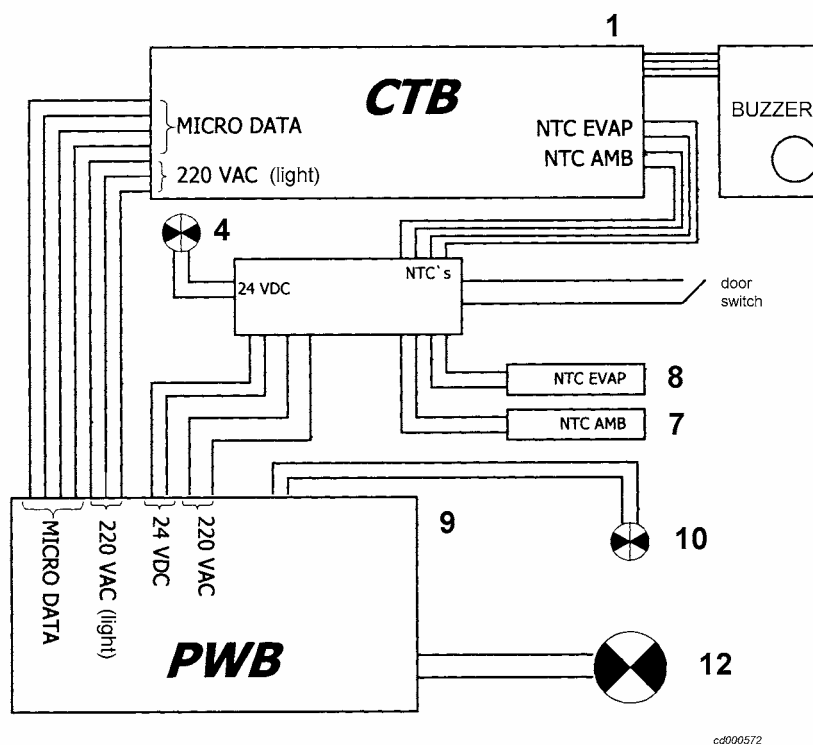 1
CTB
BUZZER
MICRO DATA
NTC EVAP
NTC AMB
220 VAC (light)
4
NTC`s
24 VDC
door
switch
NTC EVAP
8
NTC AMB
7
9
MICRO DATA
220 VAC (light)
24 VDC
220 VAC
10
PWB
12
cd000572